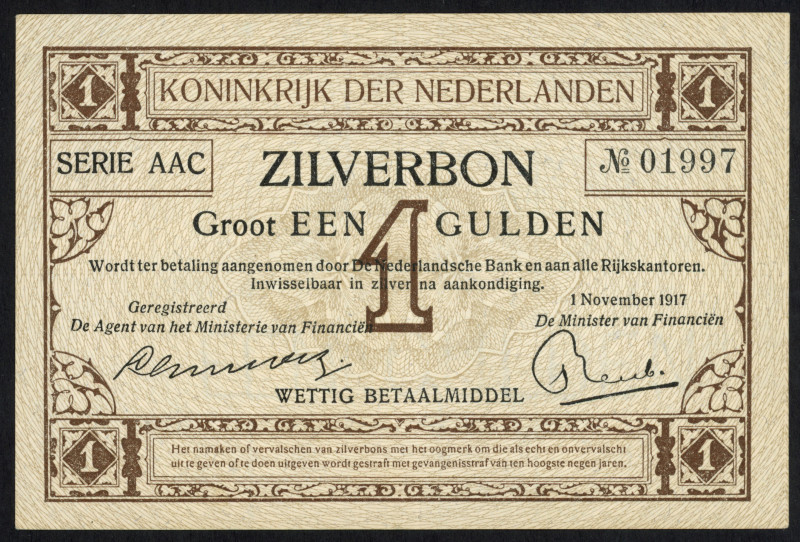 1 KONINKRIJK DER NEDERLANDEN 1
SERIE AAC ZILVERBON № 01997
Groot EEN 1 GULDEN
Wordt ter betaling aangenomen door De Nederlandsche Bank en aan alle Rijkskantoren.
Inwisselbaar in zilver na aankondiging.
Geregistreerd
De Agent van het Ministerie van Financiën
1 November 1917
De Minister van Financiën
WETTIG BETAALMIDDEL
1 Het namaken of vervalschen van zilverbons met het oogmerk om die als echt en onvervalscht 1
uit te geven of te doen uitgeven wordt gestraft met gevangenisstraf van ten hoogste negen jaren.